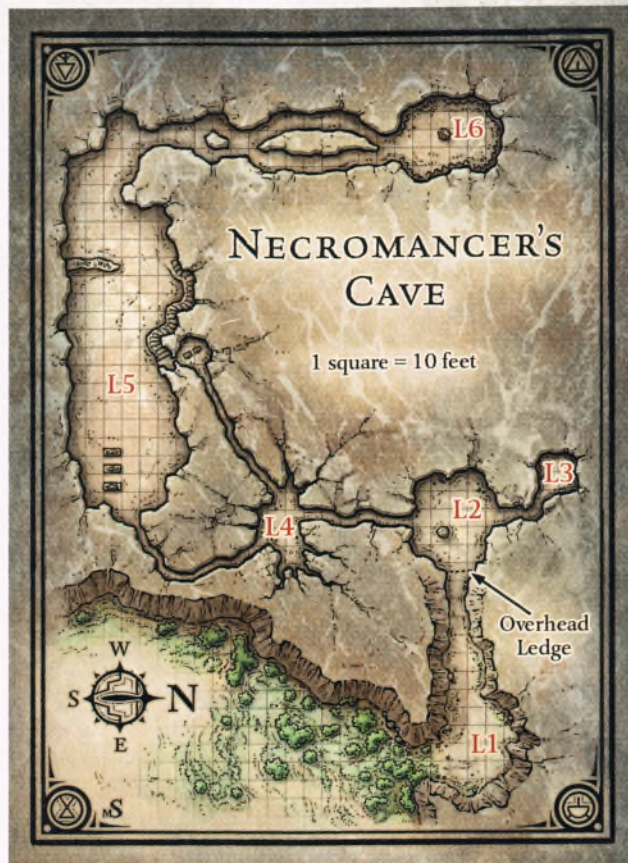 L6
NECROMANCER'S
CAVE
1 square = 10 feet
L5
L3
L2
L4
Overhead
Ledge
W
S N
E
L1
MS